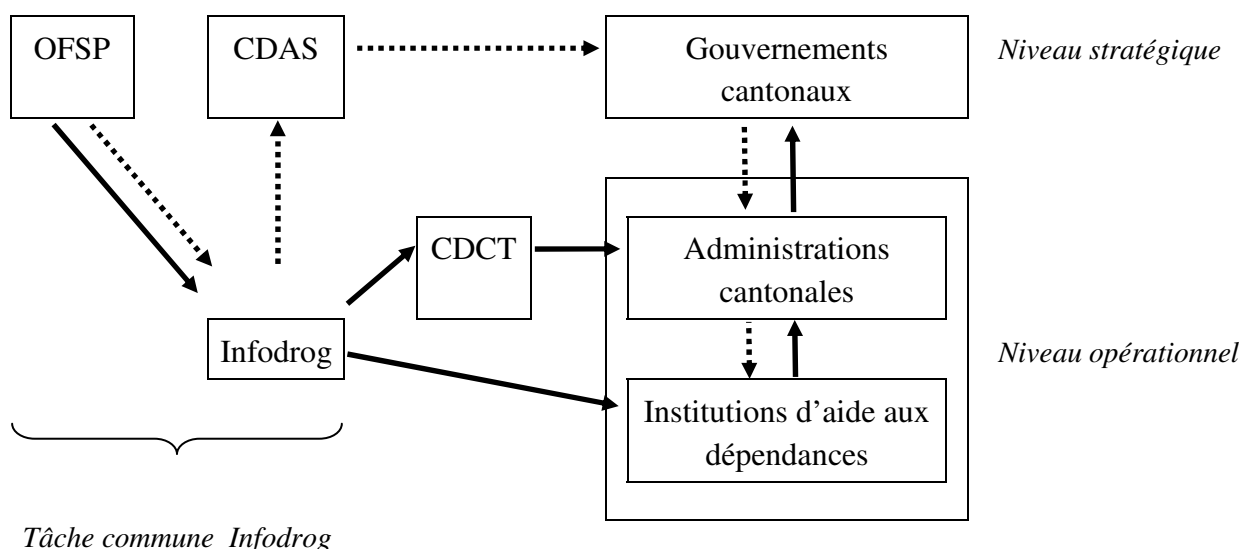 OFSP
CDAS
Gouvernements
cantonaux
Niveau stratégique
CDCT
Administrations
cantonales
Infodrog
Niveau opérationnel
Institutions d'aide aux
dépendances
Tâche commune Infodrog